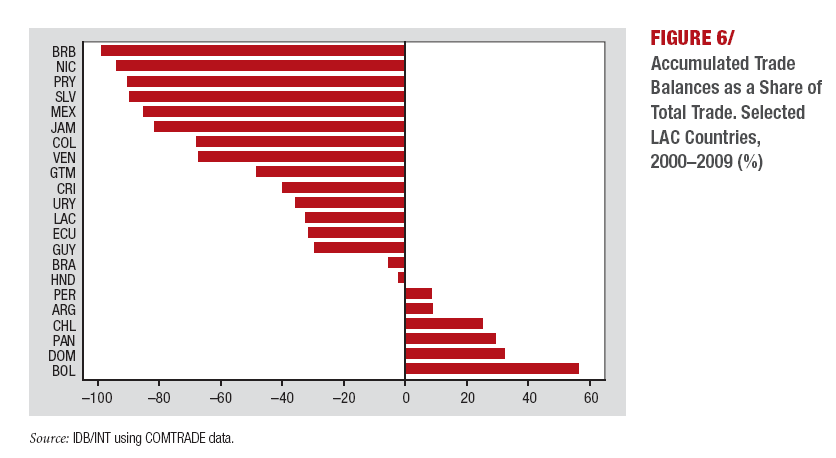 FIGURE 6/
Accumulated Trade
Balances as a Share of
Total Trade. Selected
LAC Countries,
2000–2009 (%)
BRB
NIC
PRY
SLV
MEX
JAM
COL
VEN
GTM
CRI
URY
LAC
ECU
GUY
BRA
HND
PER
ARG
CHL
PAN
DOM
BOL
–100 –80 –60 –40 –20 0 20 40 60
Source: IDB/INT using COMTRADE data.